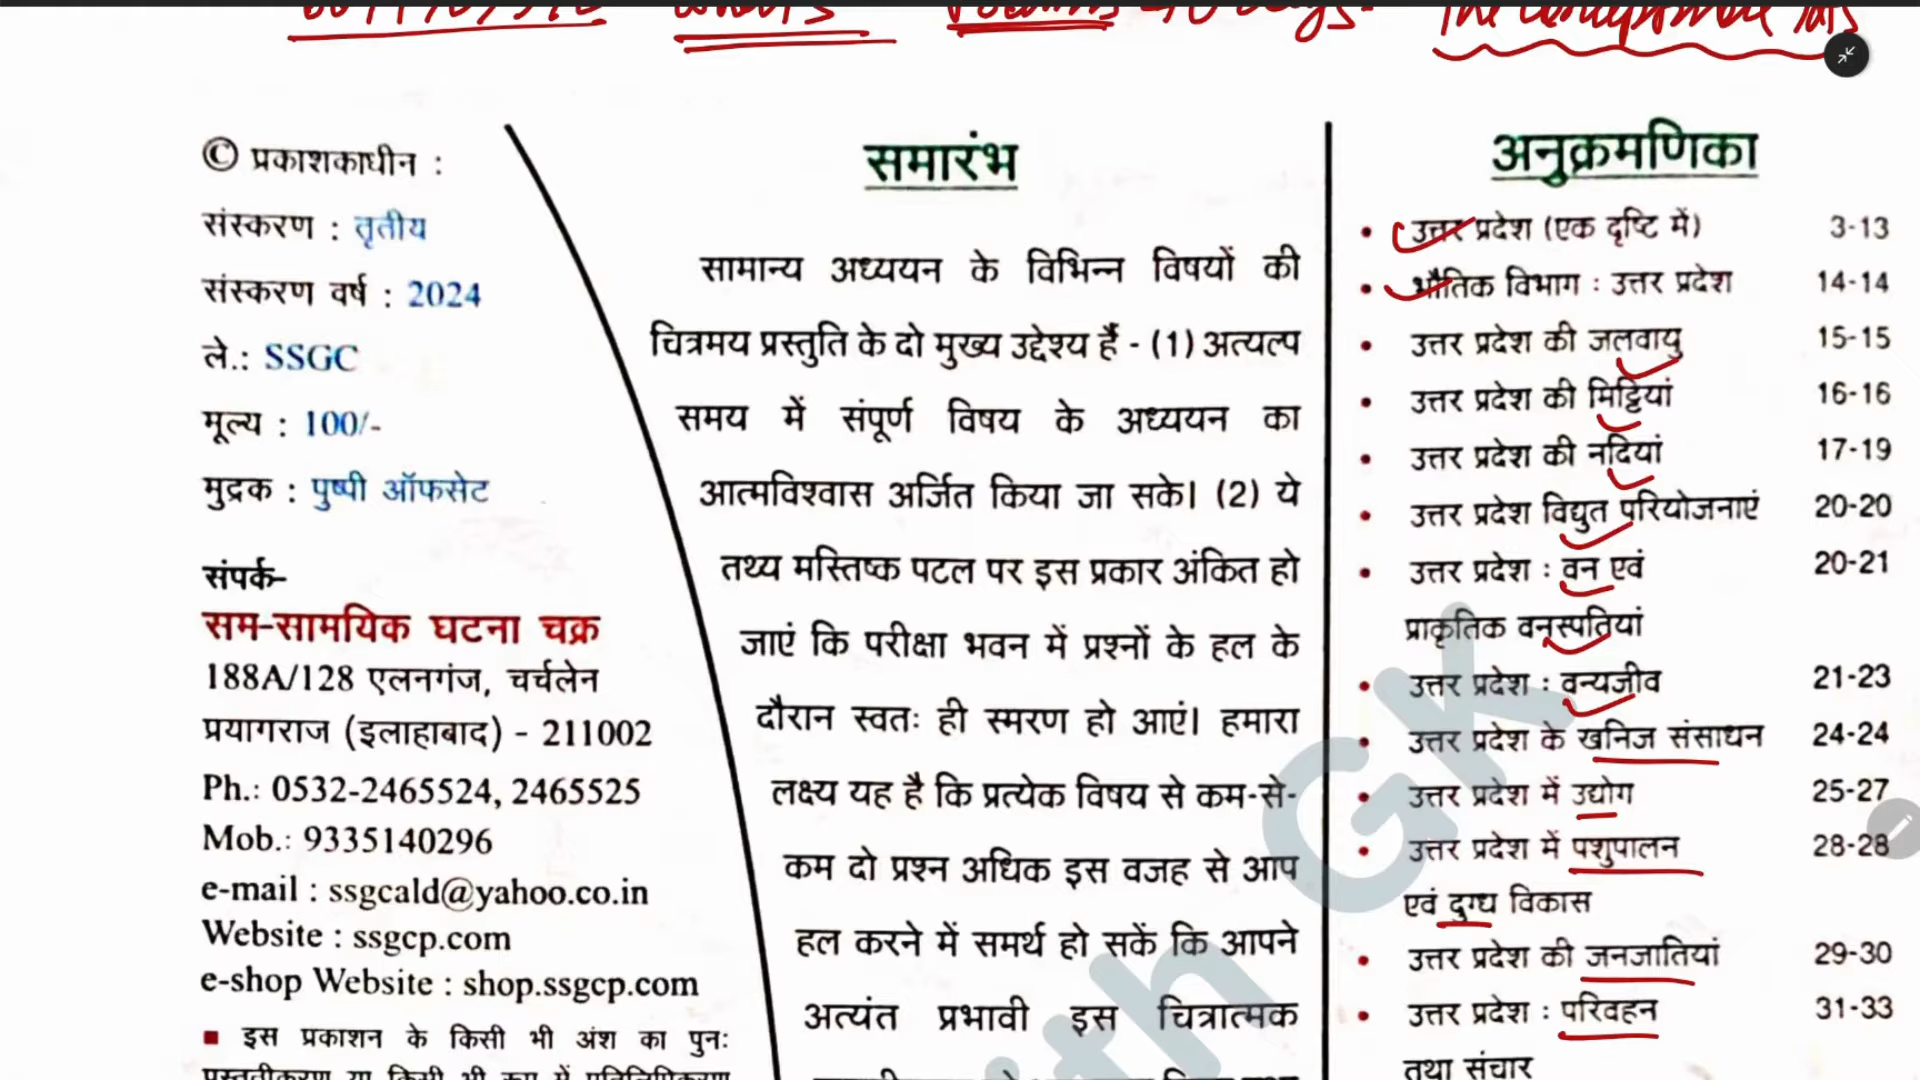 © प्रकाशकाधीन :
संस्करण : तृतीय
संस्करण वर्ष : 2024
ले.: SSGC
मूल्य : 100/-
मुद्रक : पुष्पी ऑफसेट
संपर्क-
सम-सामयिक घटना चक्र
188A/128 एलनगंज, चर्चलेन
प्रयागराज (इलाहाबाद) - 211002
Ph.: 0532-2465524, 2465525
Mob.: 9335140296
e-mail : ssgcald@yahoo.co.in
Website : ssgcp.com
e-shop Website : shop.ssgcp.com
■ इस प्रकाशन के किसी भी अंश का पुनः
समारंभ
सामान्य अध्ययन के विभिन्न विषयों की
चित्रमय प्रस्तुति के दो मुख्य उद्देश्य हैं - (1) अत्यल्प
समय में संपूर्ण विषय के अध्ययन का
आत्मविश्वास अर्जित किया जा सके। (2) ये
तथ्य मस्तिष्क पटल पर इस प्रकार अंकित हो
जाएं कि परीक्षा भवन में प्रश्नों के हल के
दौरान स्वतः ही स्मरण हो आएं। हमारा
लक्ष्य यह है कि प्रत्येक विषय से कम-से-
कम दो प्रश्न अधिक इस वजह से आप
हल करने में समर्थ हो सकें कि आपने
अत्यंत प्रभावी इस चित्रात्मक
अनुक्रमणिका
• उत्तर प्रदेश (एक दृष्टि में) 3-13
• भौतिक विभाग : उत्तर प्रदेश 14-14
• उत्तर प्रदेश की जलवायु 15-15
• उत्तर प्रदेश की मिट्टियां 16-16
• उत्तर प्रदेश की नदियां 17-19
• उत्तर प्रदेश विद्युत परियोजनाएं 20-20
• उत्तर प्रदेश : वन एवं 20-21
प्राकृतिक वनस्पतियां
• उत्तर प्रदेश : वन्यजीव 21-23
• उत्तर प्रदेश के खनिज संसाधन 24-24
• उत्तर प्रदेश में उद्योग 25-27
• उत्तर प्रदेश में पशुपालन 28-28
एवं दुग्ध विकास
• उत्तर प्रदेश की जनजातियां 29-30
• उत्तर प्रदेश : परिवहन 31-33
तथा संचार
ith GK